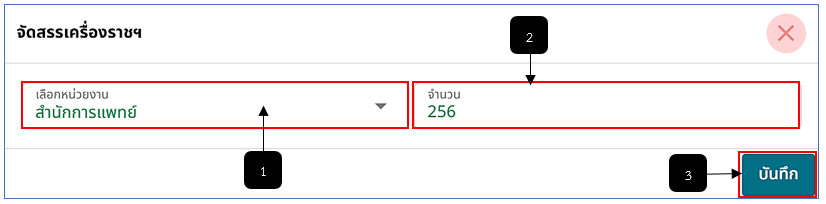 จัดสรรเครื่องราชฯ
2
เลือกหน่วยงาน
สำนักการแพทย์
จำนวน
256
1
3
บันทึก